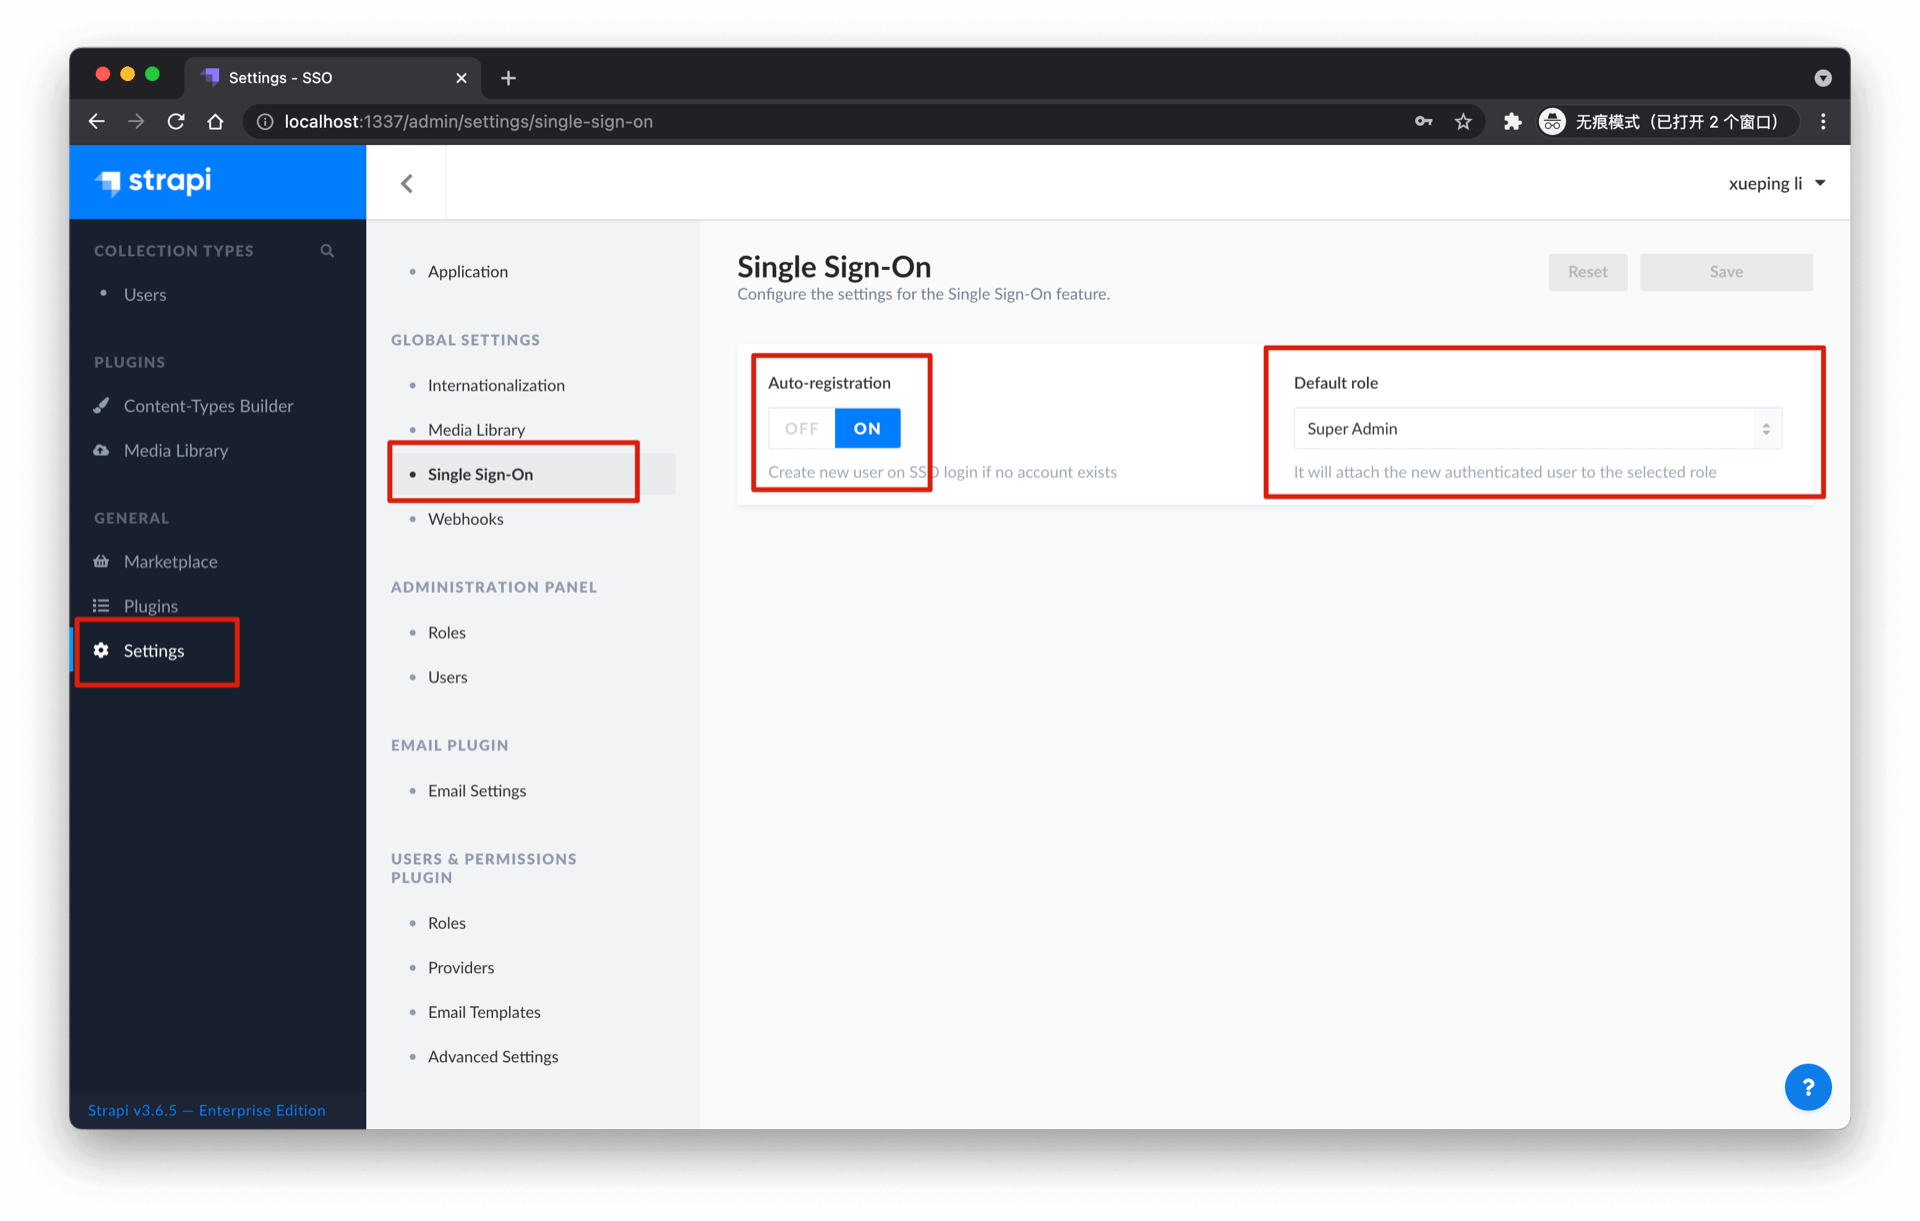 Settings - SSO
localhost:1337/admin/settings/single-sign-on
无痕模式（已打开 2 个窗口）
strapi
xueping li
COLLECTION TYPES
Users
PLUGINS
Content-Types Builder
Media Library
GENERAL
Marketplace
Plugins
Settings
Strapi v3.6.5 — Enterprise Edition
Application
GLOBAL SETTINGS
Internationalization
Media Library
Single Sign-On
Webhooks
ADMINISTRATION PANEL
Roles
Users
EMAIL PLUGIN
Email Settings
USERS & PERMISSIONS
PLUGIN
Roles
Providers
Email Templates
Advanced Settings
Single Sign-On
Configure the settings for the Single Sign-On feature.
Reset
Save
Auto-registration
OFF
ON
Create new user on SSO login if no account exists
Default role
Super Admin
It will attach the new authenticated user to the selected role
?